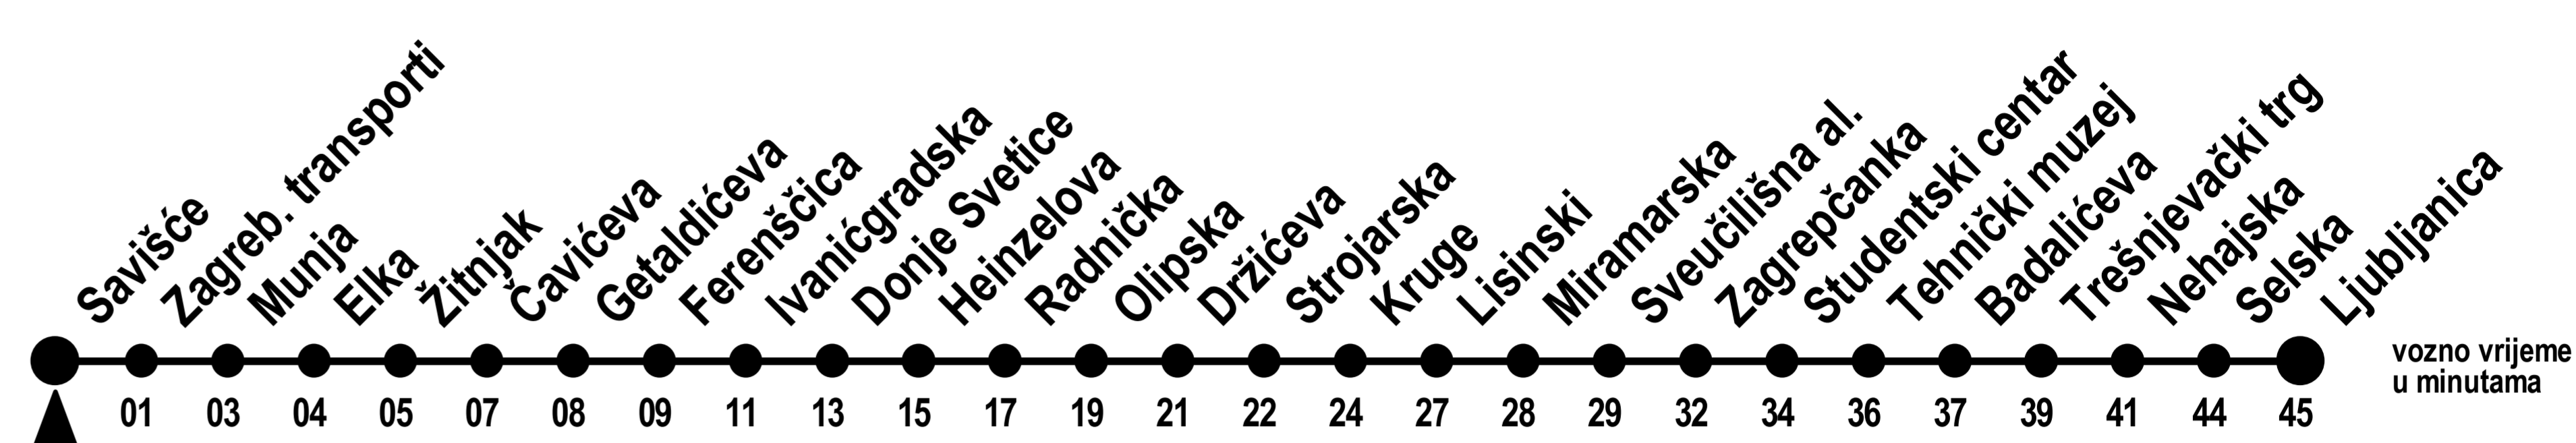 Savišće
Zagreb. transporti
Munja
Elka
Žitnjak
Čavićeva
Getaldićeva
Ferenščica
Ivanićgradska
Donje Svetice
Heinzelova
Radnička
Olipska
Držićeva
Strojarska
Kruge
Lisinski
Miramarska
Sveučilišna al.
Zagrepčanka
Studentski centar
Tehnički muzej
Badalićeva
Trešnjevački trg
Nehajska
Selska
Ljubljanica
vozno vrijeme
u minutama
01 03 04 05 07 08 09 11 13 15 17 19 21 22 24 27 28 29 32 34 36 37 39 41 44 45